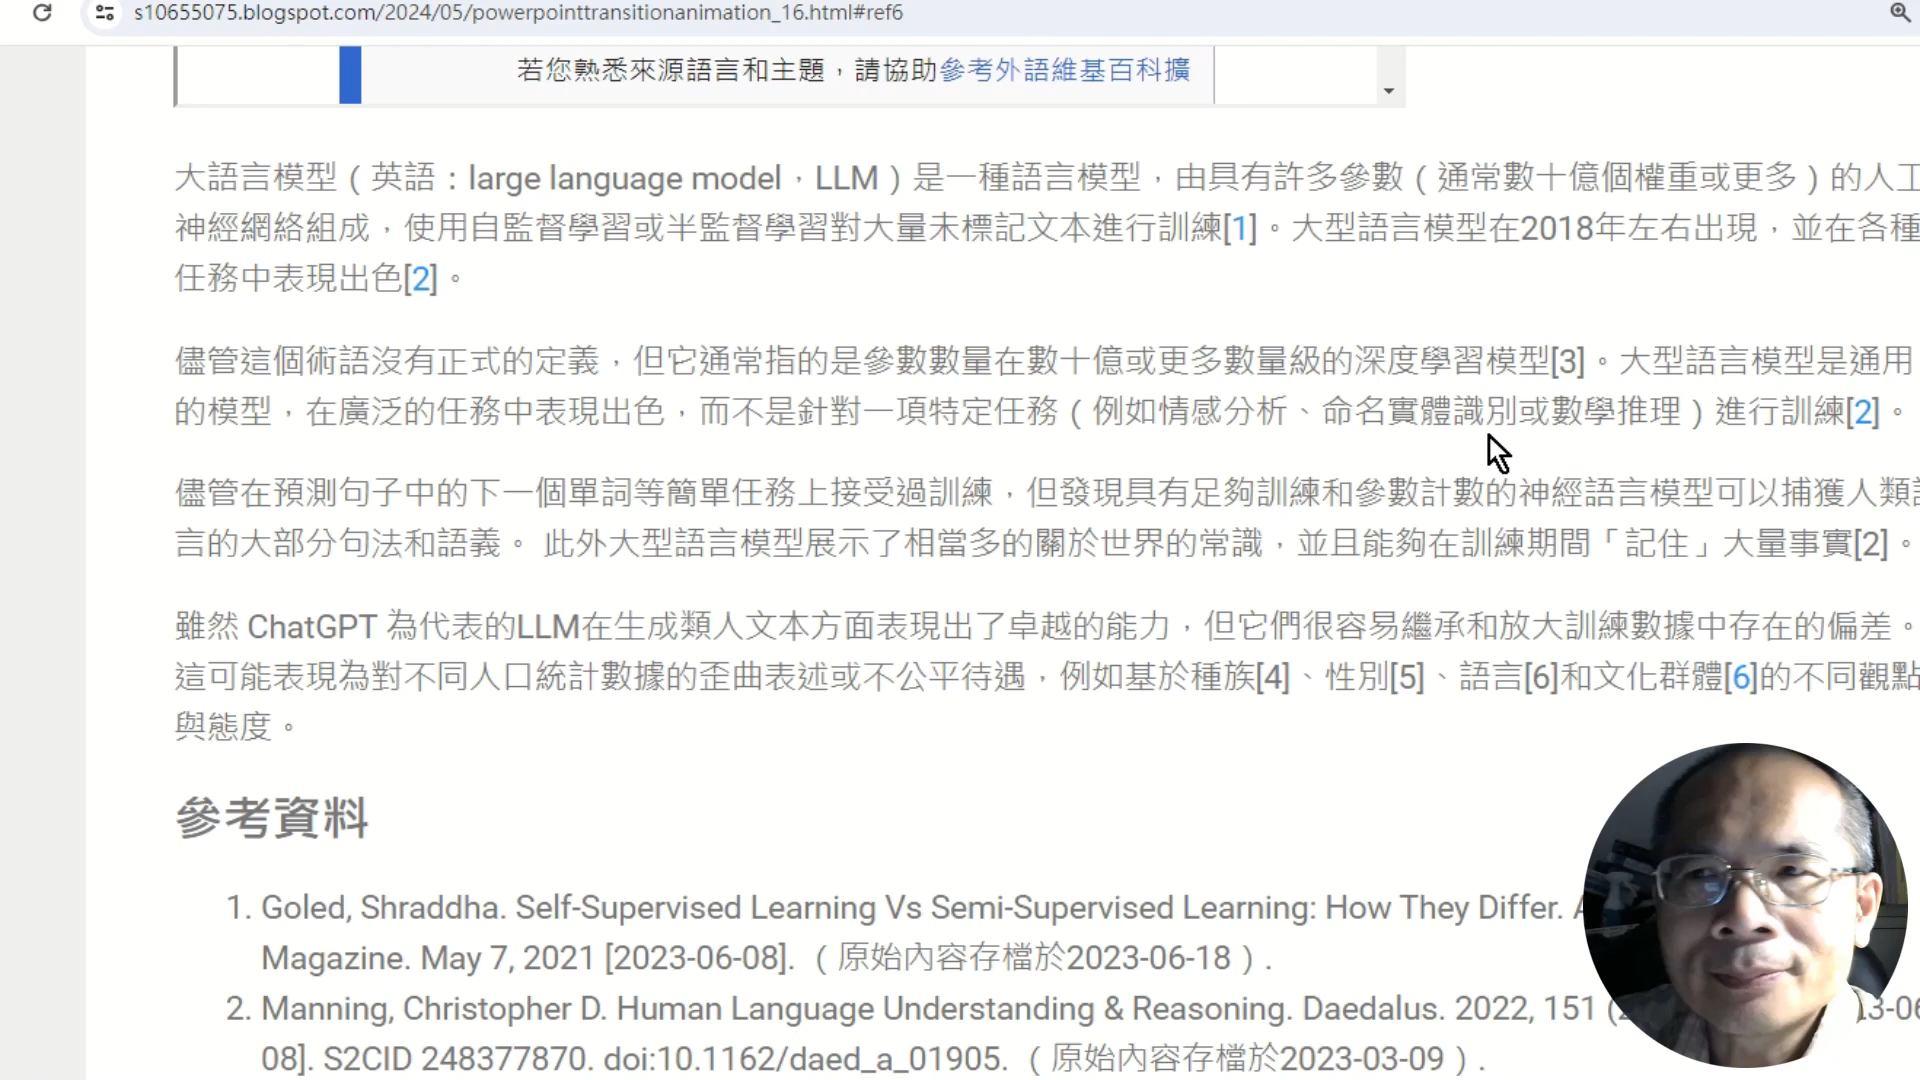 s10655075.blogspot.com/2024/05/powerpointtransitionanimation_16.html#ref6
若您熟悉來源語言和主題，請協助參考外語維基百科擴
大語言模型（英語：large language model，LLM）是一種語言模型，由具有許多參數（通常數十億個權重或更多）的人工
神經網絡組成，使用自監督學習或半監督學習對大量未標記文本進行訓練[1]。大型語言模型在2018年左右出現，並在各種
任務中表現出色[2]。
儘管這個術語沒有正式的定義，但它通常指的是參數數量在數十億或更多數量級的深度學習模型[3]。大型語言模型是通用
的模型，在廣泛的任務中表現出色，而不是針對一項特定任務（例如情感分析、命名實體識別或數學推理）進行訓練[2]。
儘管在預測句子中的下一個單詞等簡單任務上接受過訓練，但發現具有足夠訓練和參數計數的神經語言模型可以捕獲人類
言的大部分句法和語義。 此外大型語言模型展示了相當多的關於世界的常識，並且能夠在訓練期間「記住」大量事實[2]。
雖然 ChatGPT 為代表的LLM在生成類人文本方面表現出了卓越的能力，但它們很容易繼承和放大訓練數據中存在的偏差。
這可能表現為對不同人口統計數據的歪曲表述或不公平待遇，例如基於種族[4]、性別[5]、語言[6]和文化群體[6]的不同觀點
與態度。
參考資料
1. Goled, Shraddha. Self-Supervised Learning Vs Semi-Supervised Learning: How They Differ.
Magazine. May 7, 2021 [2023-06-08]. （原始內容存檔於2023-06-18）.
2. Manning, Christopher D. Human Language Understanding & Reasoning. Daedalus. 2022, 151
08]. S2CID 248377870. doi:10.1162/daed_a_01905. （原始內容存檔於2023-03-09）.